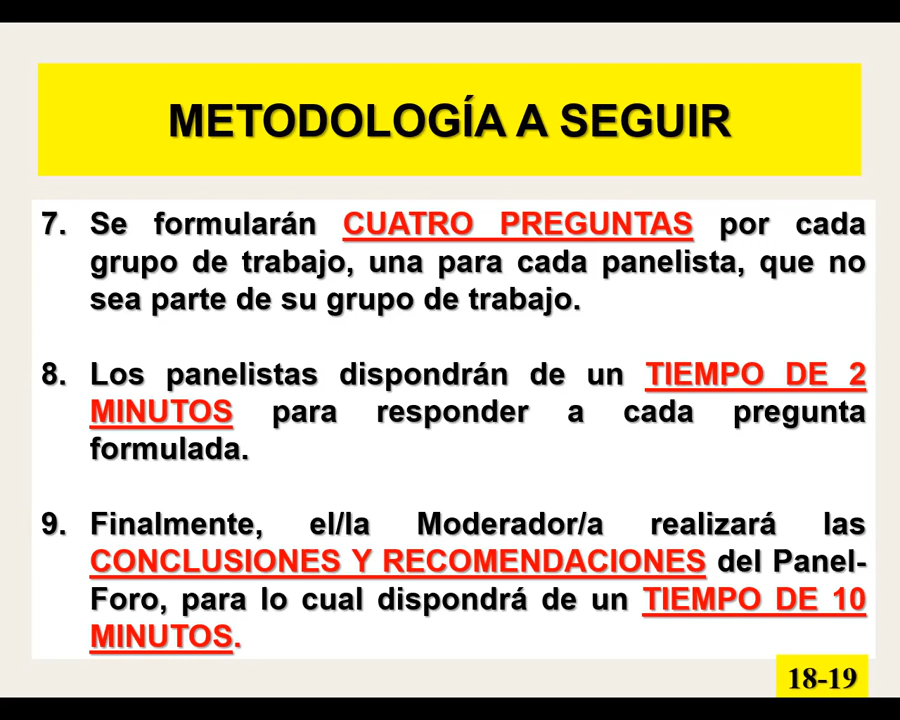 METODOLOGÍA A SEGUIR
7. Se formularán CUATRO PREGUNTAS por cada
grupo de trabajo, una para cada panelista, que no
sea parte de su grupo de trabajo.
8. Los panelistas dispondrán de un TIEMPO DE 2
MINUTOS para responder a cada pregunta
formulada.
9. Finalmente, el/la Moderador/a realizará las
CONCLUSIONES Y RECOMENDACIONES del Panel-
Foro, para lo cual dispondrá de un TIEMPO DE 10
MINUTOS.
18-19